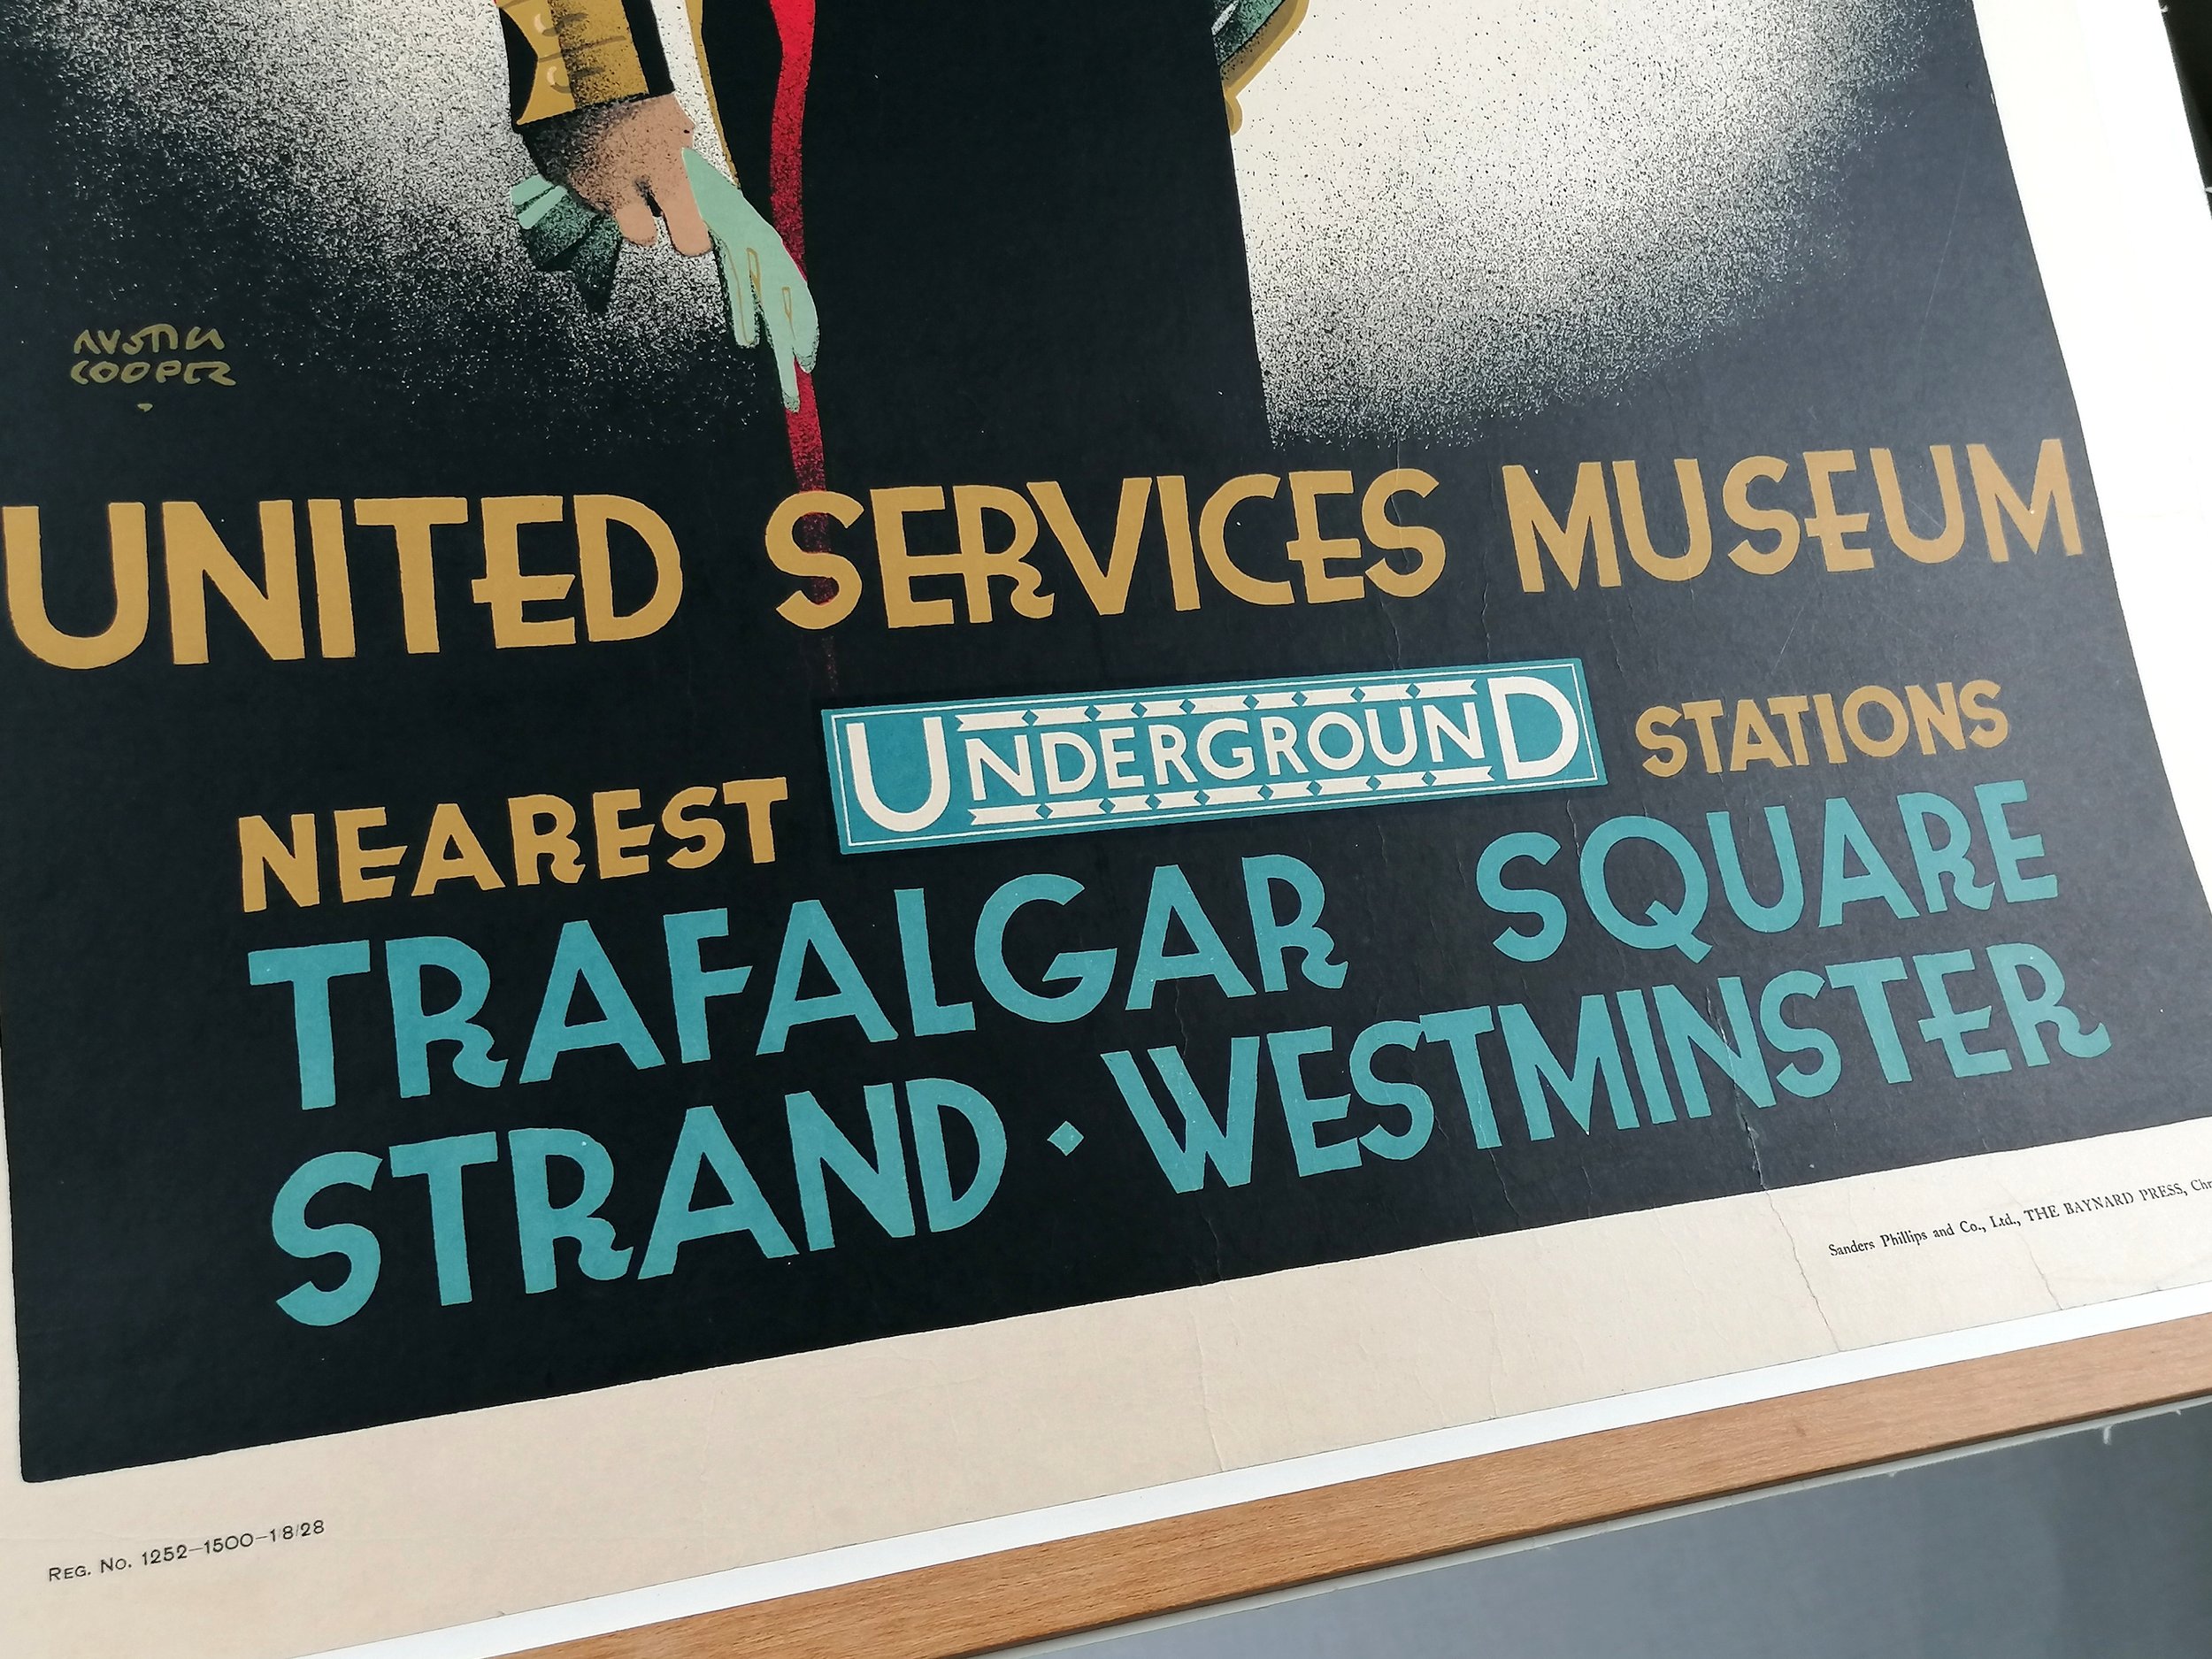 AUSTIN
COOPER
UNITED SERVICES MUSEUM
NEAREST UNDERGROUND STATIONS
TRAFALGAR SQUARE
STRAND · WESTMINSTER
Sanders Phillips and Co., Ltd., THE BAYNARD PRESS,
REG. NO. 1252–1500–18/28